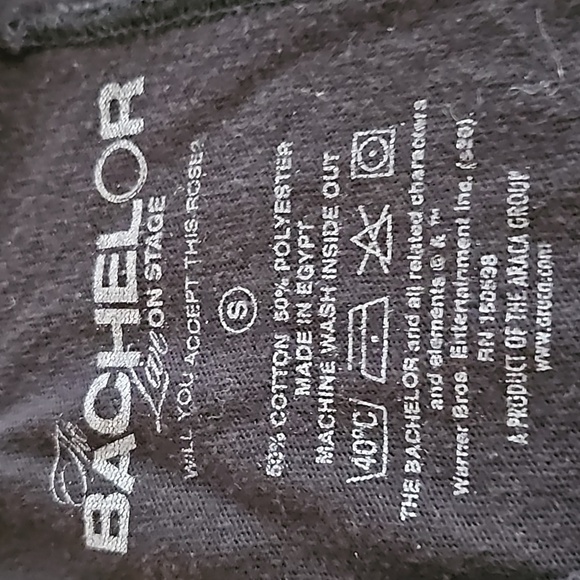 The
BACHELOR
Live ON STAGE
WILL YOU ACCEPT THIS ROSE?
S
50% COTTON 50% POLYESTER
MADE IN EGYPT
MACHINE WASH INSIDE OUT
40°C
THE BACHELOR and all related characters
and elements © & ™
Warner Bros. Entertainment Inc. (s20).
RN 150598
A PRODUCT OF THE ARACA GROUP
www.araca.com